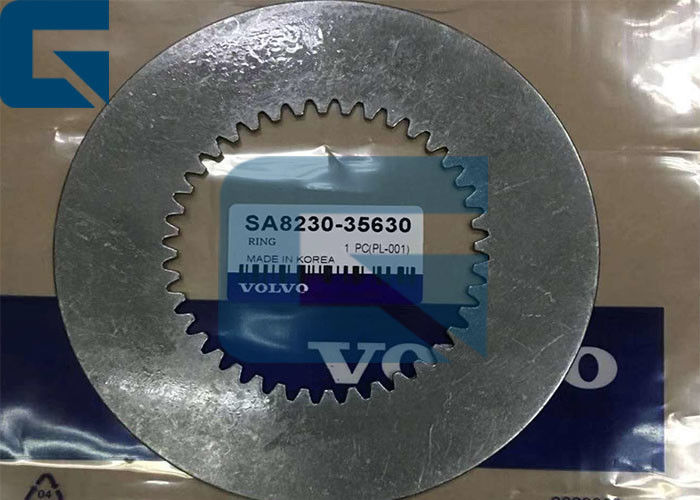 SA8230-35630
RING 1 PC(PL-001)
MADE IN KOREA
VOLVO
VOLVO
04